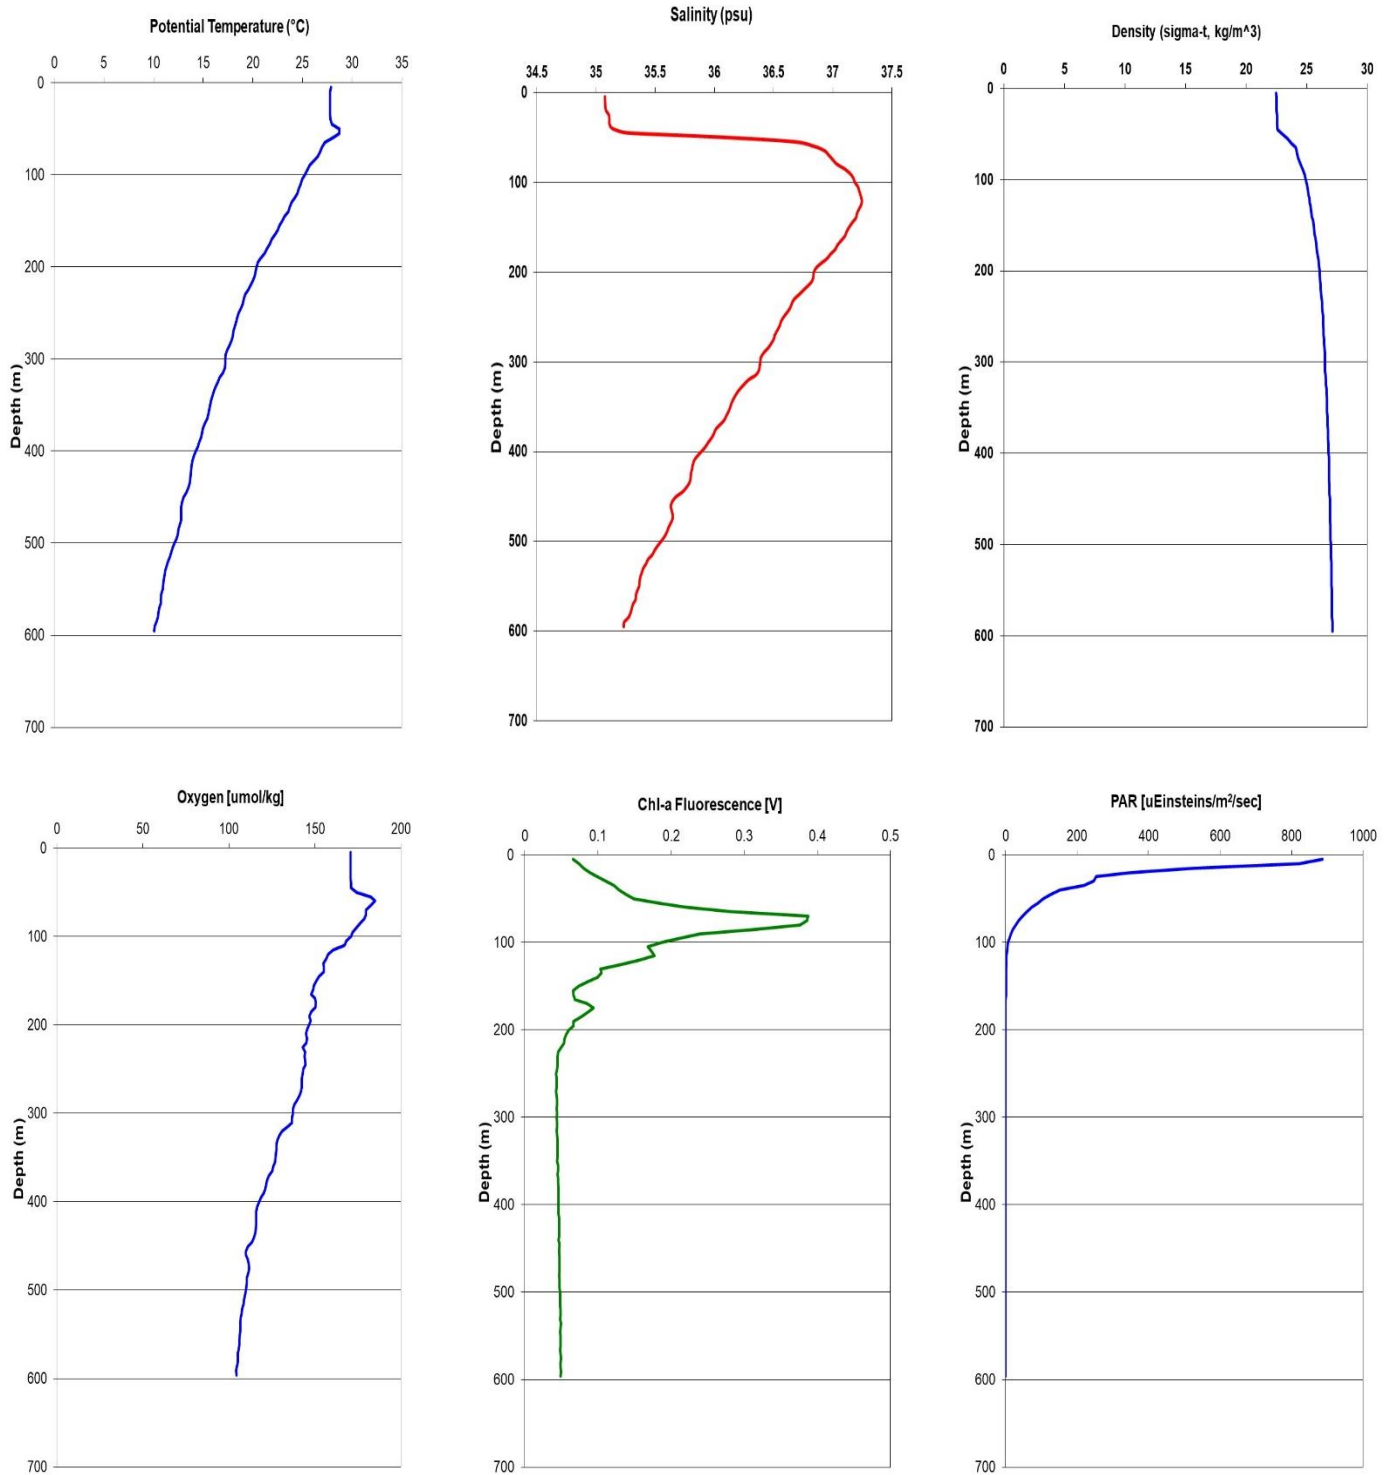 Potential Temperature (°C)
0 5 10 15 20 25 30 35
0
100
200
300
400
500
600
700
Depth (m)
Salinity (psu)
34.5 35 35.5 36 36.5 37 37.5
0
100
200
300
400
500
600
700
Depth (m)
Density (sigma-t, kg/m^3)
0 5 10 15 20 25 30
0
100
200
300
400
500
600
700
Depth (m)
Oxygen [umol/kg]
0 50 100 150 200
0
100
200
300
400
500
600
700
Depth (m)
Chl-a Fluorescence [V]
0 0.1 0.2 0.3 0.4 0.5
0
100
200
300
400
500
600
700
Depth (m)
PAR [uEinsteins/m²/sec]
0 200 400 600 800 1000
0
100
200
300
400
500
600
700
Depth (m)